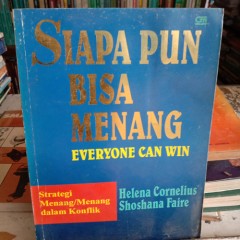 SIAPA PUN
BISA
MENANG
EVERYONE CAN WIN
Strategi
Menang/Menang
dalam Konflik
Helena Cornelius
Shoshana Faire